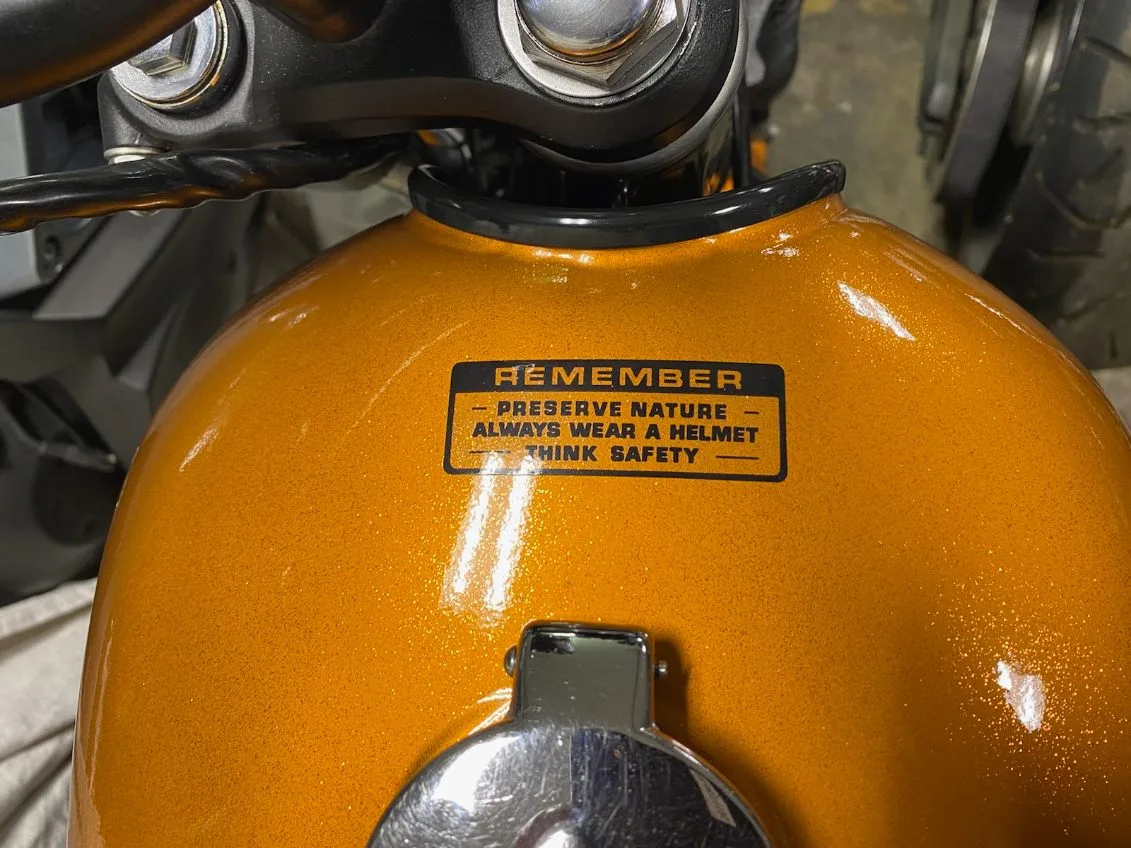 REMEMBER
— PRESERVE NATURE —
ALWAYS WEAR A HELMET
— THINK SAFETY —